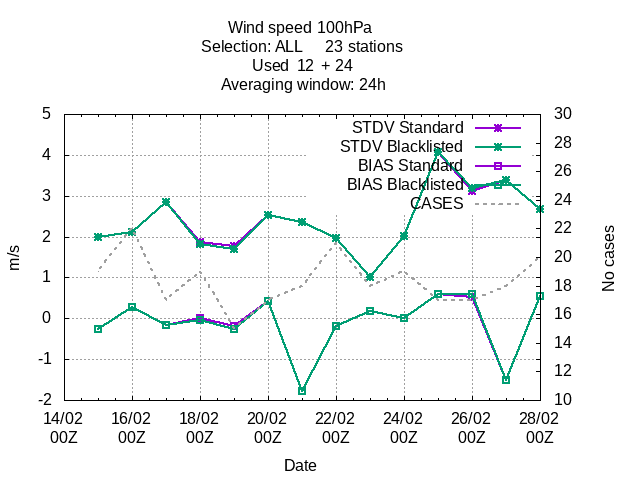 Wind speed 100hPa
Selection: ALL 23 stations
Used 12 + 24
Averaging window: 24h
5
4
3
2
1
0
-1
-2
m/s
30
28
26
24
22
20
18
16
14
12
10
No cases
STDV Standard
STDV Blacklisted
BIAS Standard
BIAS Blacklisted
CASES
14/02 16/02 18/02 20/02 22/02 24/02 26/02 28/02
00Z 00Z 00Z 00Z 00Z 00Z 00Z 00Z
Date